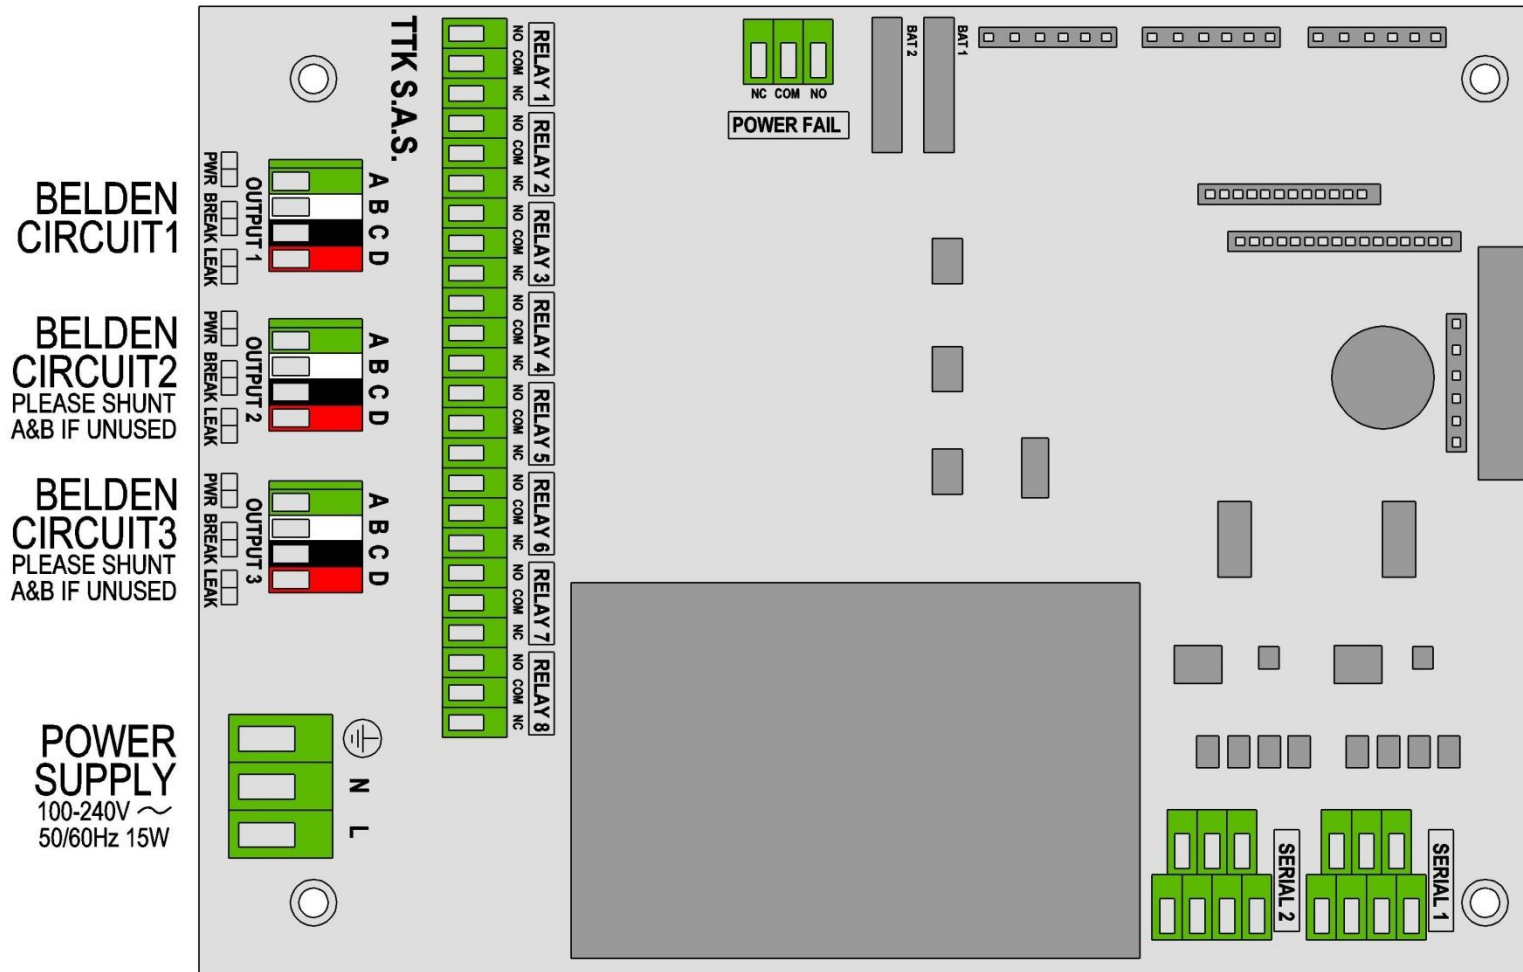 BELDEN
CIRCUIT1
BELDEN
CIRCUIT2
PLEASE SHUNT
A&B IF UNUSED
BELDEN
CIRCUIT3
PLEASE SHUNT
A&B IF UNUSED
POWER
SUPPLY
100-240V ~
50/60Hz 15W
PWR
BREAK
LEAK
OUTPUT 1
A
B
C
D
PWR
BREAK
LEAK
OUTPUT 2
A
B
C
D
PWR
BREAK
LEAK
OUTPUT 3
A
B
C
D
N
L
TTK S.A.S.
NO COM NC
RELAY 1
NO COM NC
RELAY 2
NO COM NC
RELAY 3
NO COM NC
RELAY 4
NO COM NC
RELAY 5
NO COM NC
RELAY 6
NO COM NC
RELAY 7
NO COM NC
RELAY 8
NC COM NO
POWER FAIL
BAT 2
BAT 1
SERIAL 2
SERIAL 1